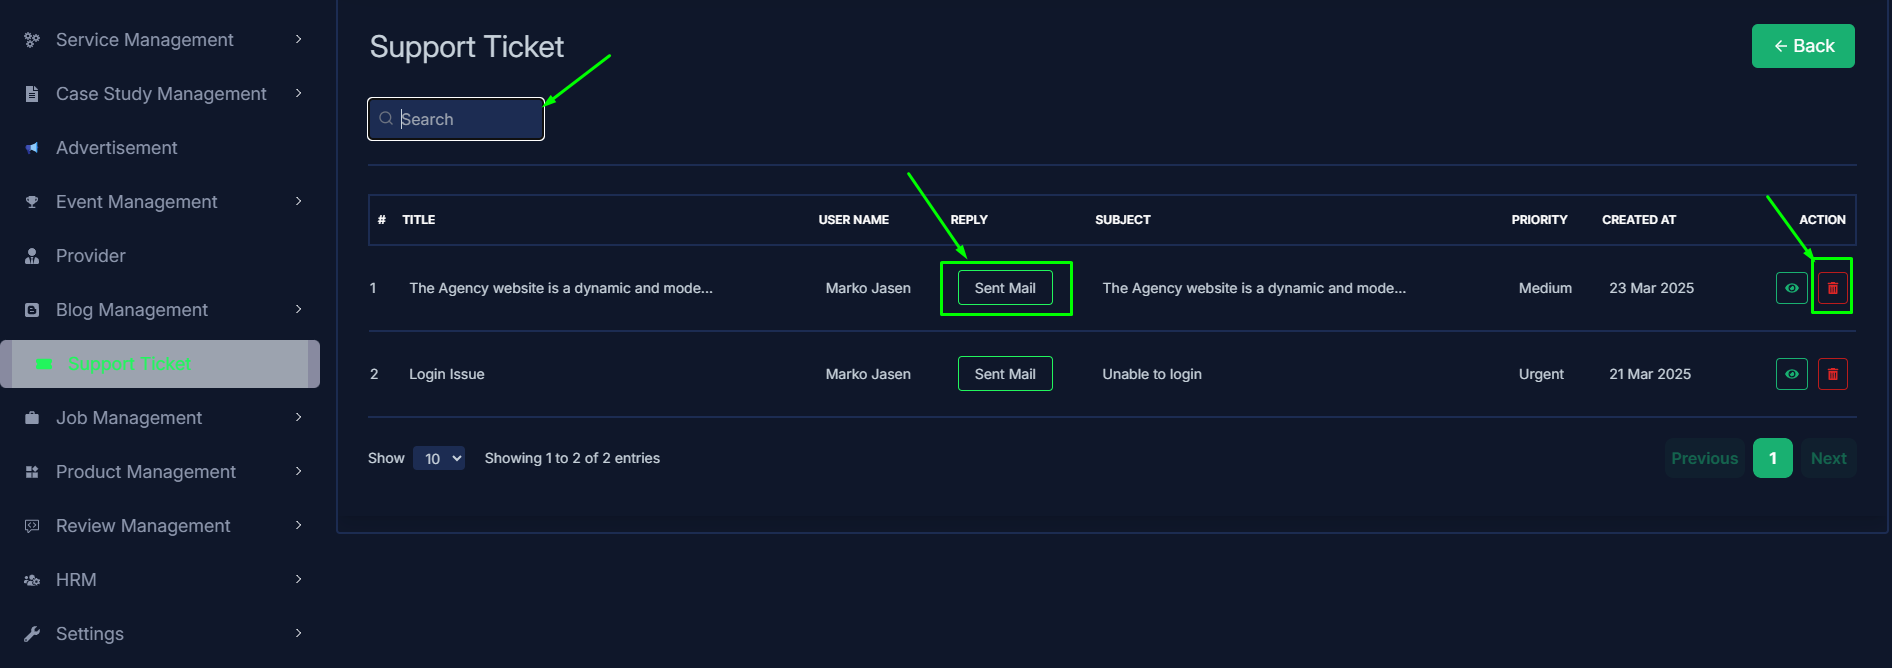 Service Management
Case Study Management
Advertisement
Event Management
Provider
Blog Management
Support Ticket
Job Management
Product Management
Review Management
HRM
Settings
Support Ticket
← Back
Search
# TITLE USER NAME REPLY SUBJECT PRIORITY CREATED AT ACTION
1 The Agency website is a dynamic and mode... Marko Jasen Sent Mail The Agency website is a dynamic and mode... Medium 23 Mar 2025
2 Login Issue Marko Jasen Sent Mail Unable to login Urgent 21 Mar 2025
Show 10 Showing 1 to 2 of 2 entries Previous 1 Next